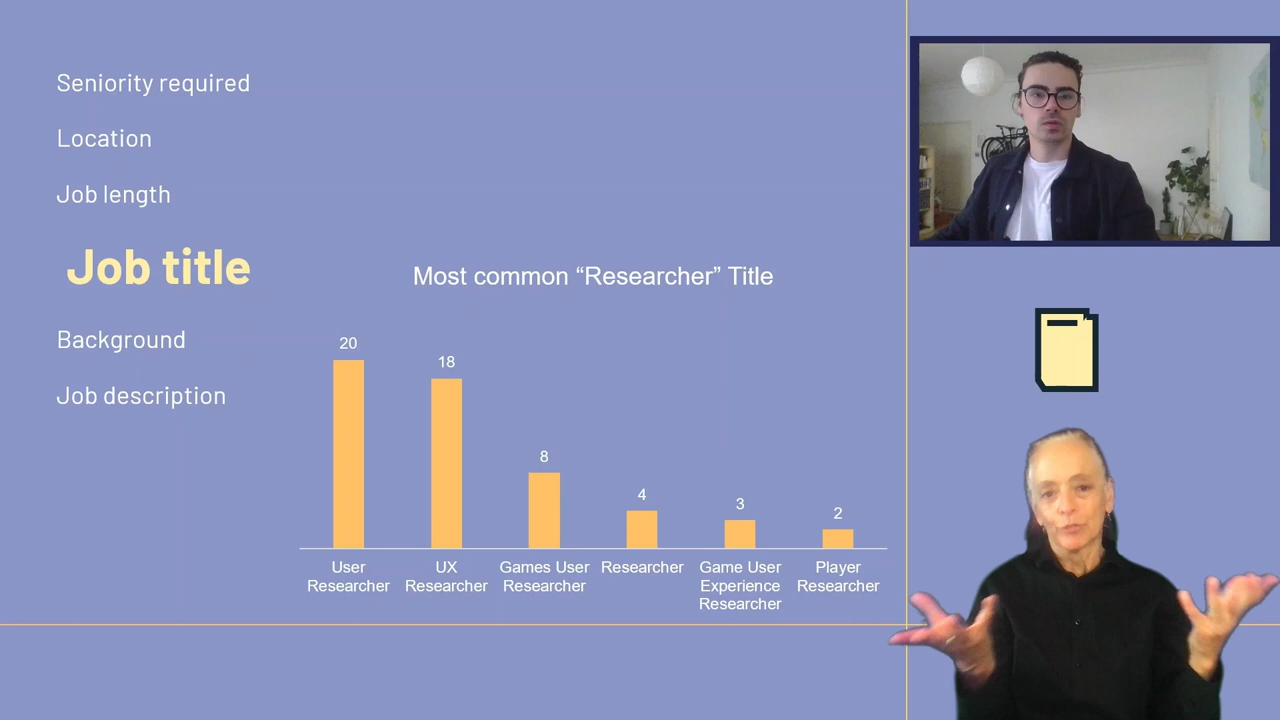 Seniority required
Location
Job length
Job title
Background
Job description
Most common “Researcher” Title
20
18
8
4
3
2
User
Researcher
UX
Researcher
Games User
Researcher
Researcher
Game User
Experience
Researcher
Player
Researcher